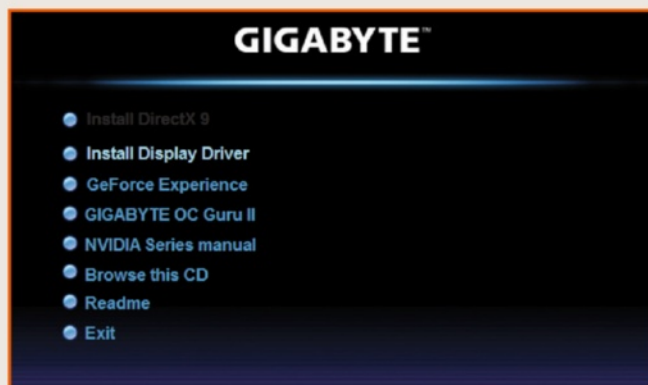 GIGABYTE™
Install DirectX 9
Install Display Driver
GeForce Experience
GIGABYTE OC Guru II
NVIDIA Series manual
Browse this CD
Readme
Exit